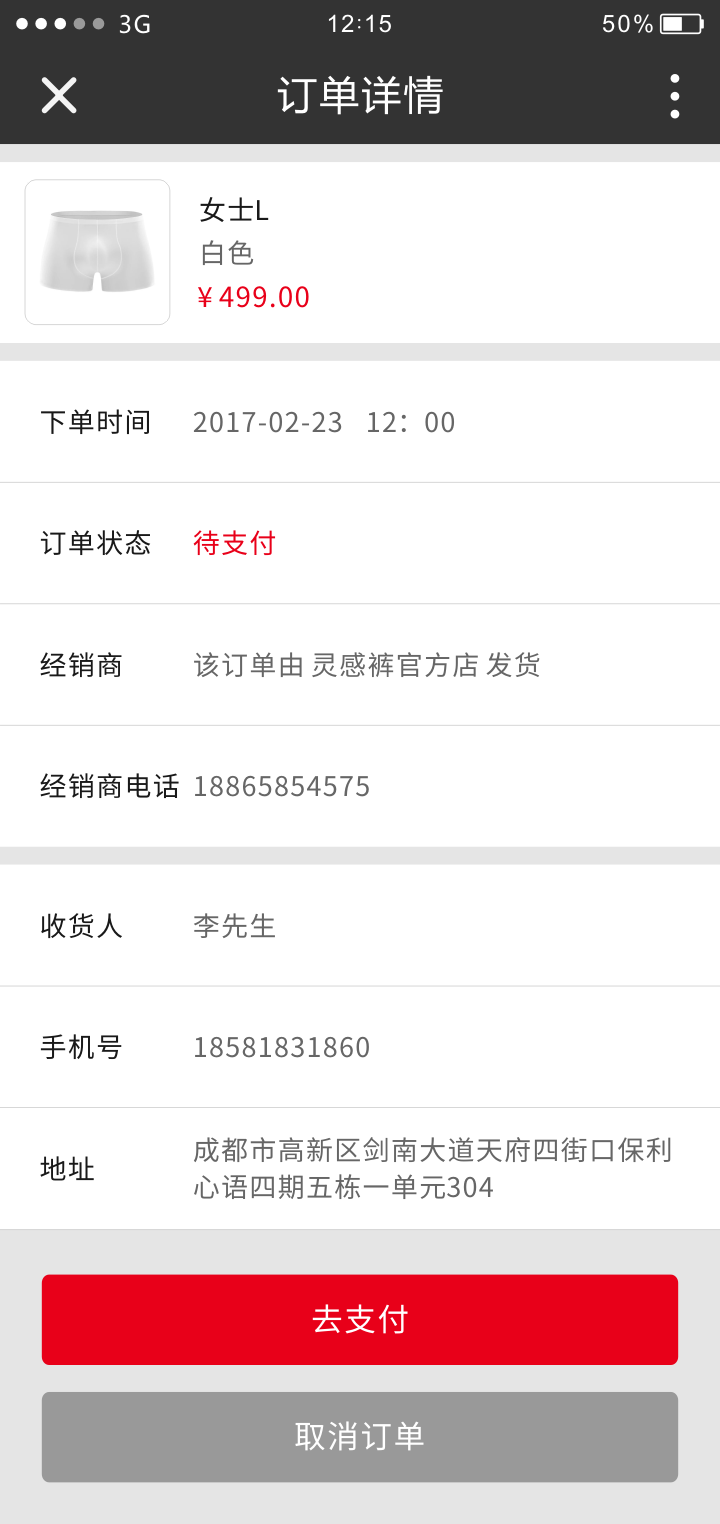 3G 12:15 50%
订单详情
女士L
白色
¥499.00
下单时间 2017-02-23 12：00
订单状态 待支付
经销商 该订单由 灵感裤官方店 发货
经销商电话 18865854575
收货人 李先生
手机号 18581831860
地址 成都市高新区剑南大道天府四街口保利
心语四期五栋一单元304
去支付
取消订单